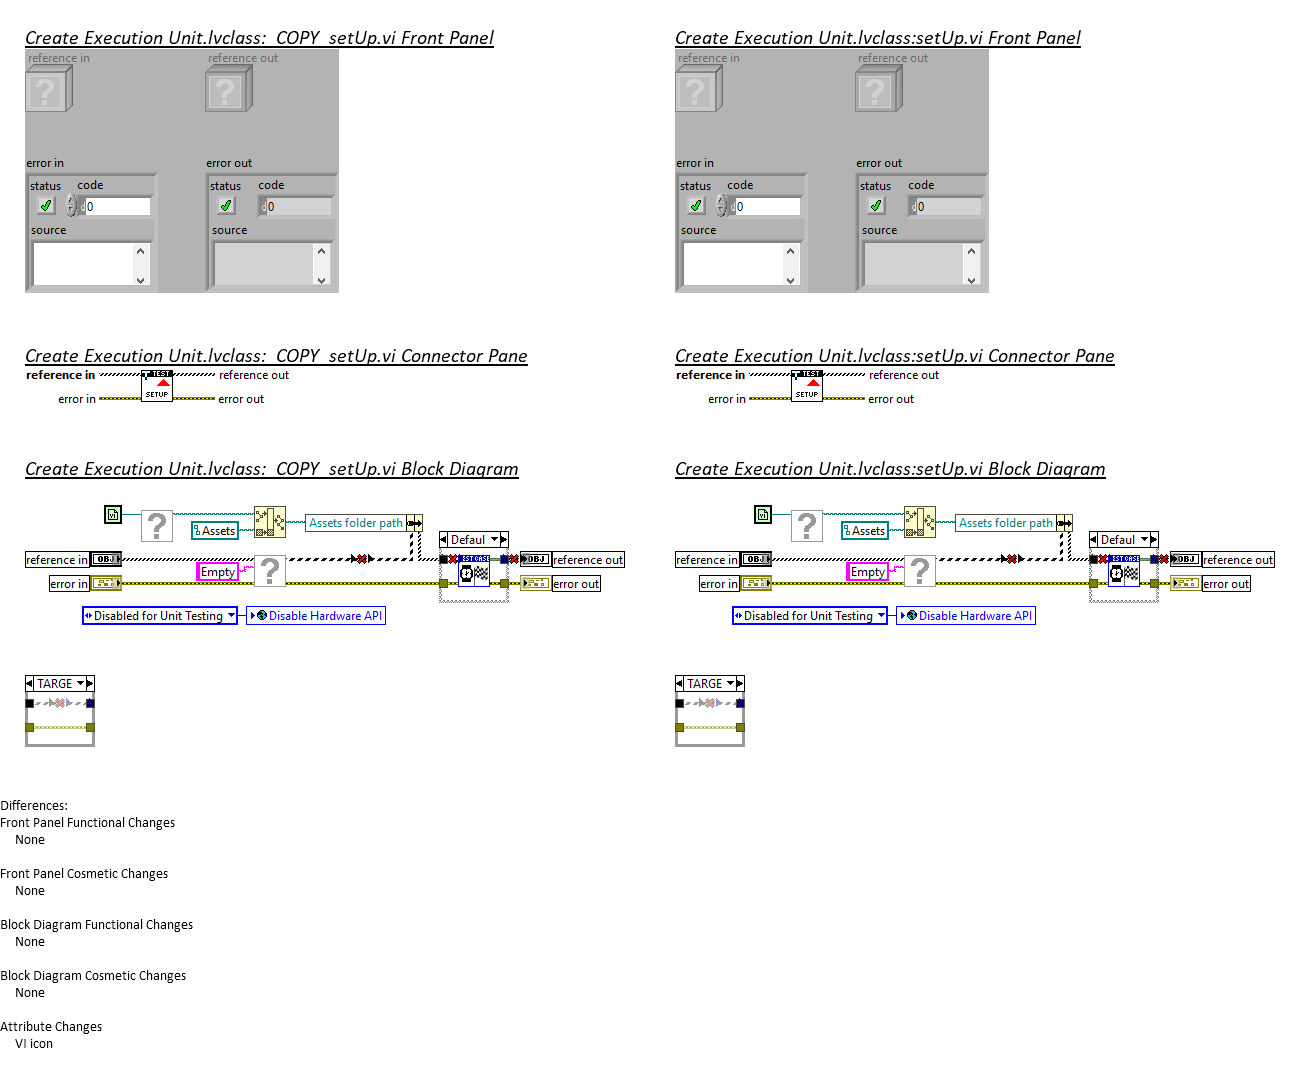 Create Execution Unit.lvclass:_COPY_setUp.vi Front Panel
reference in
reference out
error in
error out
status
code
status
code
0
0
source
source
Create Execution Unit.lvclass:setUp.vi Front Panel
reference in
reference out
error in
error out
status
code
status
code
0
0
source
source
Create Execution Unit.lvclass:_COPY_setUp.vi Connector Pane
reference in
TEST
reference out
error in
SETUP
error out
Create Execution Unit.lvclass:setUp.vi Connector Pane
reference in
TEST
reference out
error in
SETUP
error out
Create Execution Unit.lvclass:_COPY_setUp.vi Block Diagram
Assets
Assets folder path
Defaul
reference in
OBJ
OBJ
reference out
Empty
error in
error out
Disabled for Unit Testing
Disable Hardware API
TARGE
Create Execution Unit.lvclass:setUp.vi Block Diagram
Assets
Assets folder path
Defaul
reference in
OBJ
OBJ
reference out
Empty
error in
error out
Disabled for Unit Testing
Disable Hardware API
TARGE
Differences:
Front Panel Functional Changes
None
Front Panel Cosmetic Changes
None
Block Diagram Functional Changes
None
Block Diagram Cosmetic Changes
None
Attribute Changes
VI icon